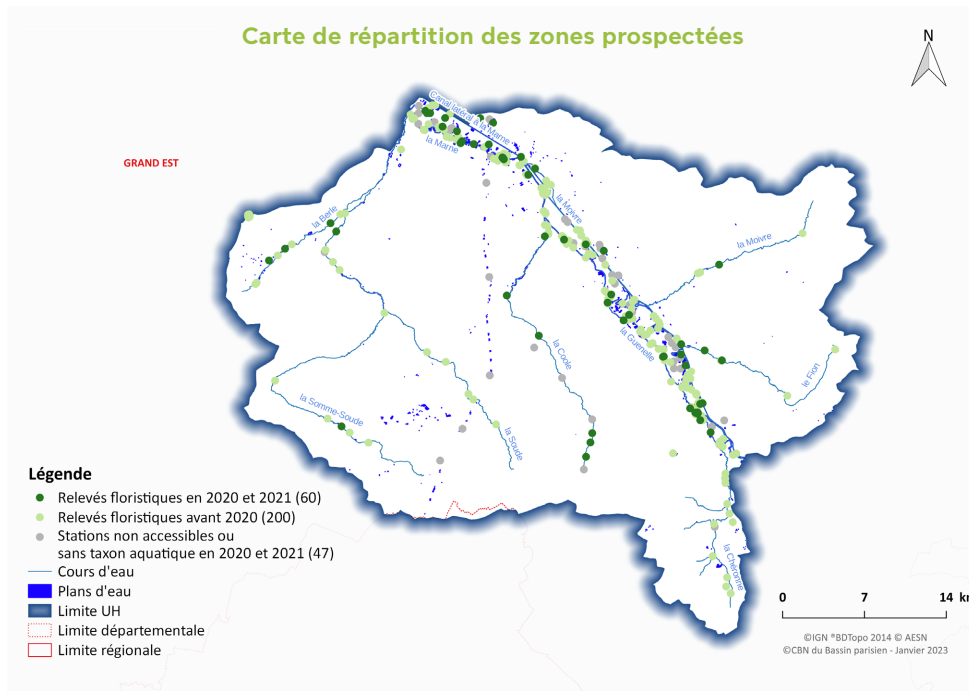 Carte de répartition des zones prospectées
N
GRAND EST
Canal latéral à la Marne
la Marne
la Berle
la Moivre
la Moivre
la Guenelle
la Coole
le Fion
la Somme-Soude
la Soude
la Chéronne
Légende
Relevés floristiques en 2020 et 2021 (60)
Relevés floristiques avant 2020 (200)
Stations non accessibles ou
sans taxon aquatique en 2020 et 2021 (47)
Cours d'eau
Plans d'eau
Limite UH
Limite départementale
Limite régionale
0 7 14 km
©IGN ®BDTopo 2014 © AESN
©CBN du Bassin parisien - Janvier 2023